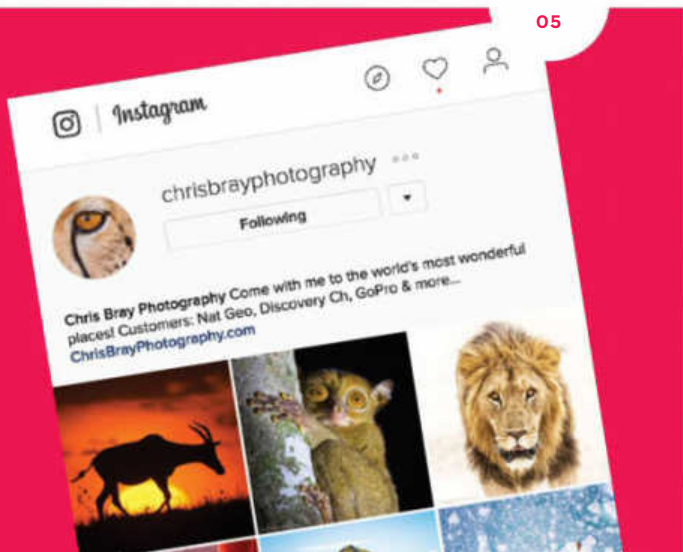 05
Instagram
chrisbrayphotography
Following
Chris Bray Photography Come with me to the world's most wonderful
places! Customers: Nat Geo, Discovery Ch, GoPro & more...
ChrisBrayPhotography.com